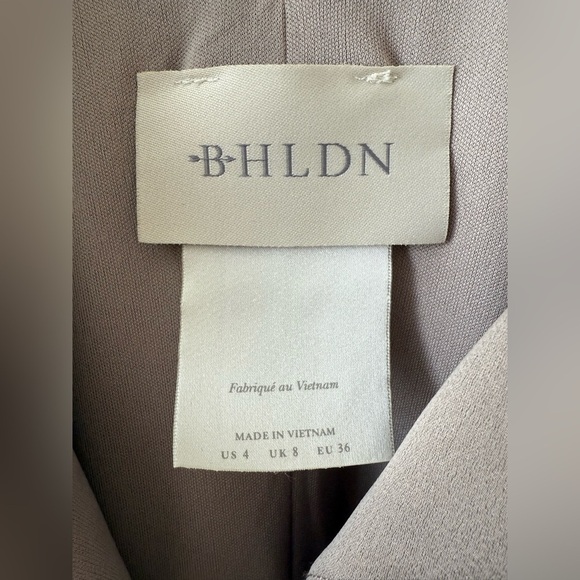 BHLDN
Fabriqué au Vietnam
MADE IN VIETNAM
US 4 UK 8 EU 36